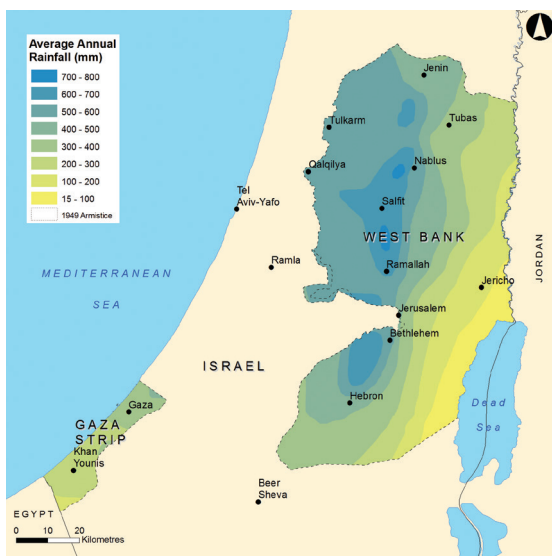 Average Annual
Rainfall (mm)
700 - 800
600 - 700
500 - 600
400 - 500
300 - 400
200 - 300
100 - 200
15 - 100
1949 Armistice
Jenin
Tulkarm
Tubas
Qalqilya
Nablus
Tel
Aviv-Yafo
Salfit
WEST BANK
MEDITERRANEAN
SEA
Ramla
Ramallah
Jericho
JORDAN
Jerusalem
Bethlehem
ISRAEL
Hebron
Dead
Sea
Gaza
GAZA
STRIP
Khan
Younis
Beer
Sheva
EGYPT
0 10 20
Kilometres